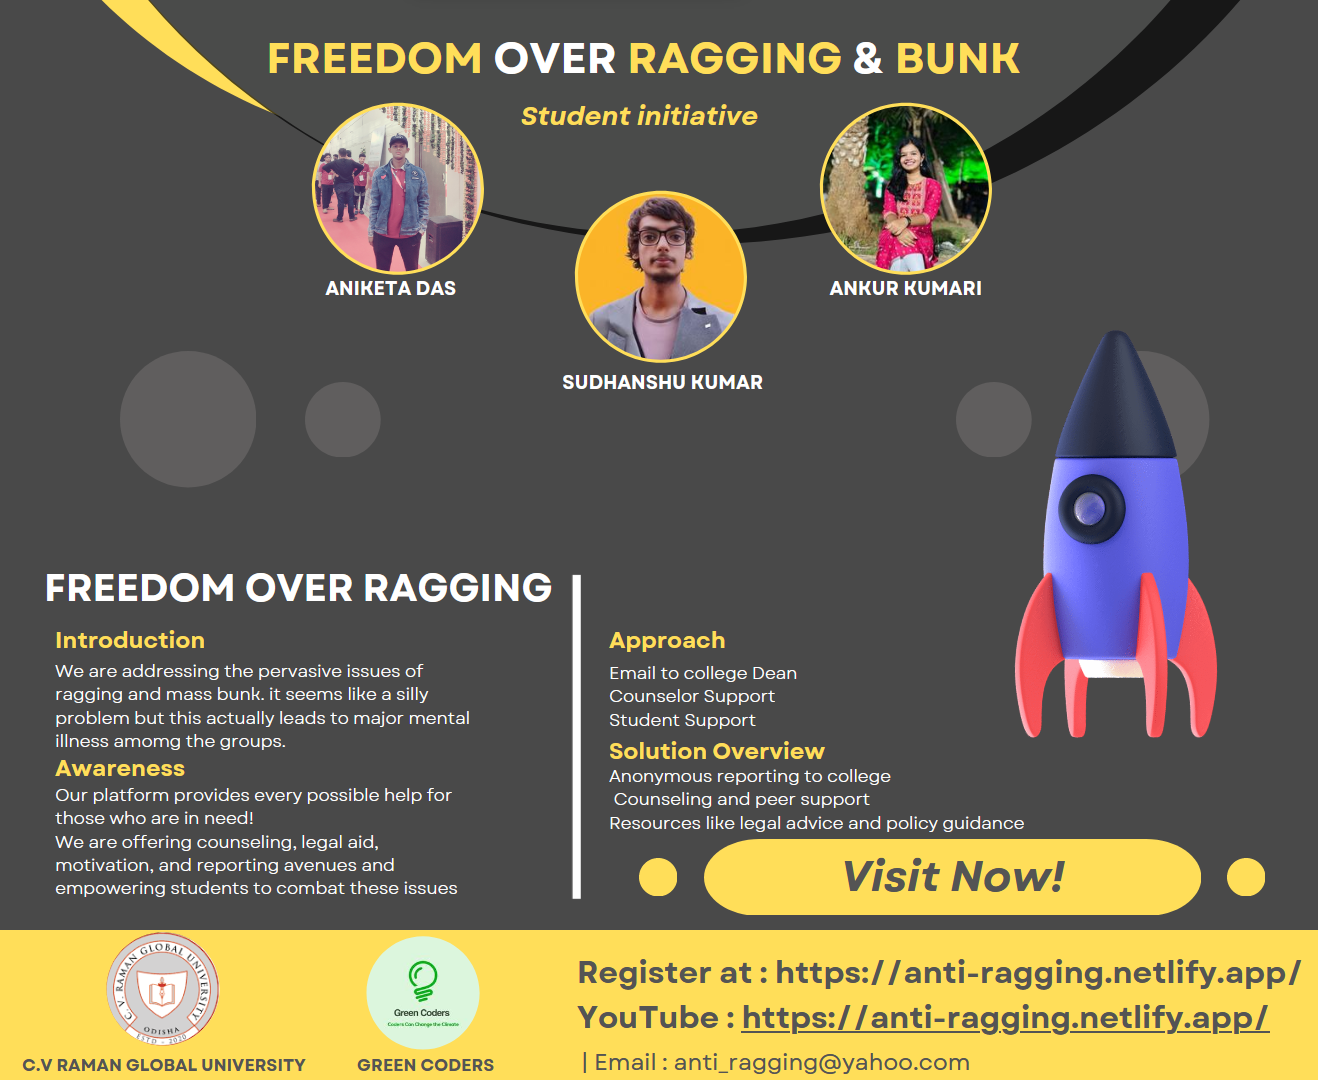 FREEDOM OVER RAGGING & BUNK
Student initiative
ANIKETA DAS
SUDHANSHU KUMAR
ANKUR KUMARI
FREEDOM OVER RAGGING
Introduction
We are addressing the pervasive issues of
ragging and mass bunk. it seems like a silly
problem but this actually leads to major mental
illness amomg the groups.
Awareness
Our platform provides every possible help for
those who are in need!
We are offering counseling, legal aid,
motivation, and reporting avenues and
empowering students to combat these issues
Approach
Email to college Dean
Counselor Support
Student Support
Solution Overview
Anonymous reporting to college
Counseling and peer support
Resources like legal advice and policy guidance
Visit Now!
C. V. RAMAN GLOBAL UNIVERSITY
ODISHA
ESTD - 2020
C.V RAMAN GLOBAL UNIVERSITY
Green Coders
Coders Can Change the Climate
GREEN CODERS
Register at : https://anti-ragging.netlify.app/
YouTube : https://anti-ragging.netlify.app/
| Email : anti_ragging@yahoo.com